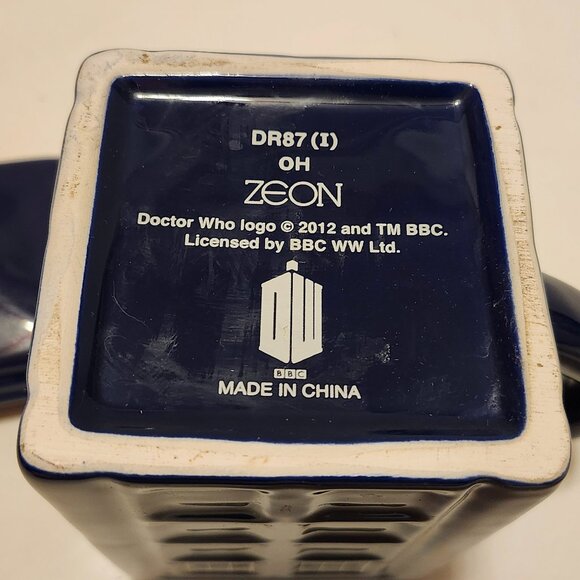 DR87 (I)
OH
ZEON
Doctor Who logo © 2012 and TM BBC.
Licensed by BBC WW Ltd.
DW
BBC
MADE IN CHINA